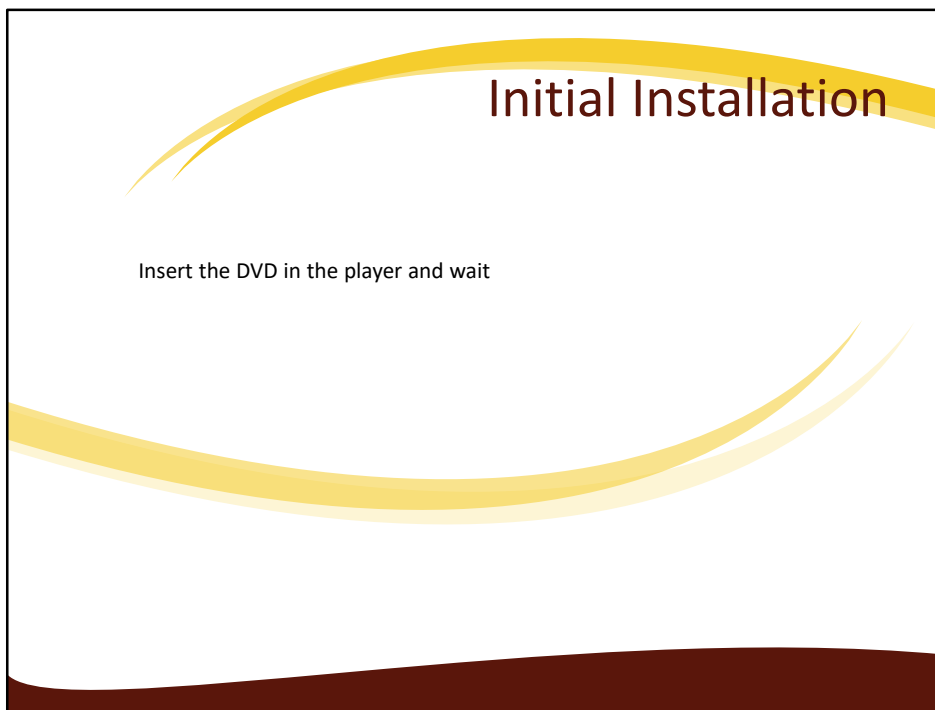 Initial Installation
Insert the DVD in the player and wait